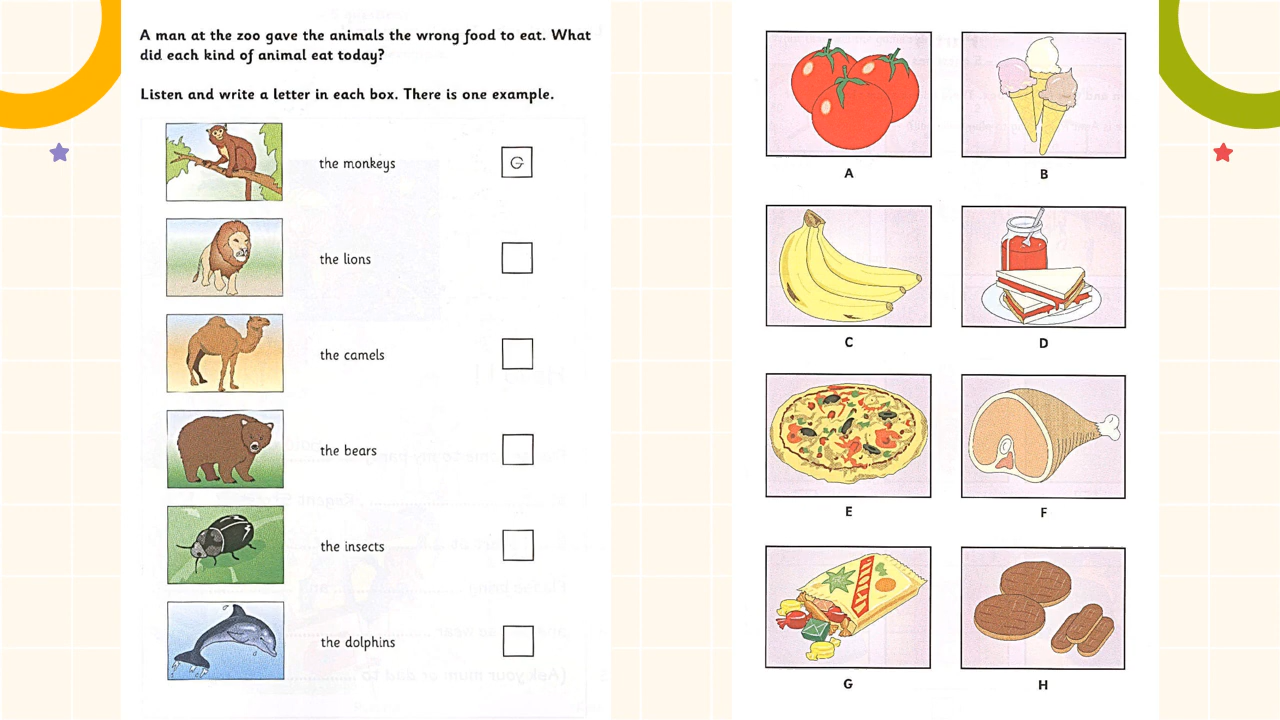 A man at the zoo gave the animals the wrong food to eat. What
did each kind of animal eat today?
Listen and write a letter in each box. There is one example.
the monkeys
G
the lions
the camels
the bears
the insects
the dolphins
A
B
C
D
E
F
G
H